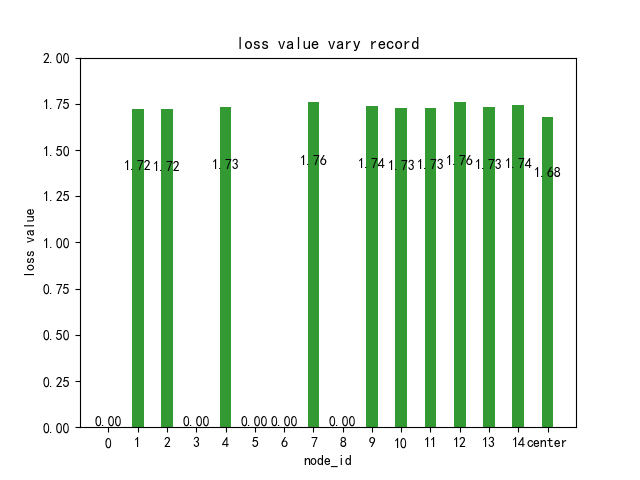 loss value vary record
2.00
1.75
1.50
1.25
1.00
0.75
0.50
0.25
0.00
loss value
0.00 1.72 1.72 0.00 1.73 0.00 0.00 1.76 0.00 1.74 1.73 1.73 1.76 1.73 1.74 1.68
0 1 2 3 4 5 6 7 8 9 10 11 12 13 14 center
node_id